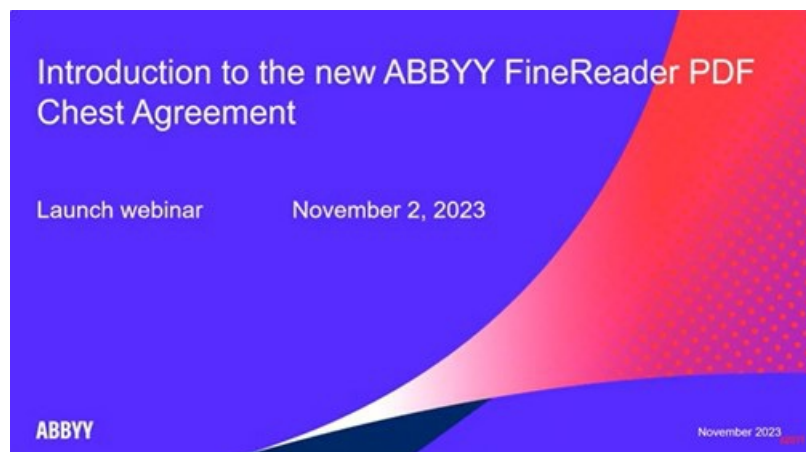 Introduction to the new ABBYY FineReader PDF
Chest Agreement
Launch webinar November 2, 2023
ABBYY
November 2023